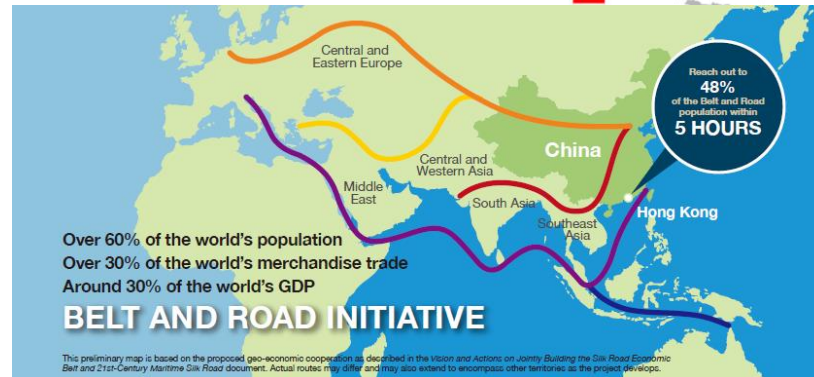 Central and
Eastern Europe
Reach out to
48%
of the Belt and Road
population within
5 HOURS
China
Central and
Western Asia
Middle
East
South Asia
Southeast
Asia
Hong Kong
Over 60% of the world's population
Over 30% of the world's merchandise trade
Around 30% of the world's GDP
BELT AND ROAD INITIATIVE
This preliminary map is based on the proposed geo-economic cooperation as described in the Vision and Actions on Jointly Building the Silk Road Economic
Belt and 21st-Century Maritime Silk Road document. Actual routes may differ and may also extend to encompass other territories as the project develops.